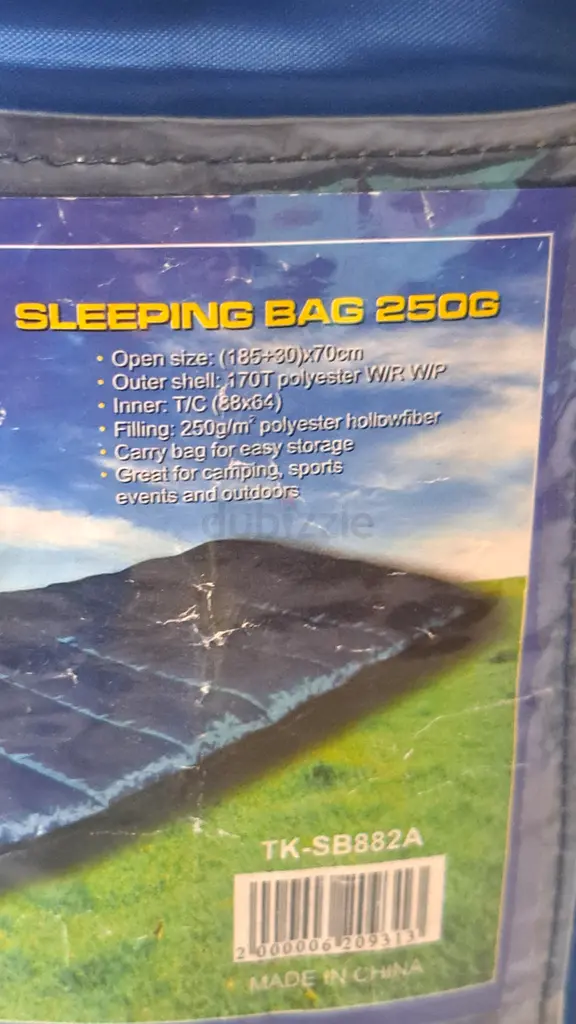 SLEEPING BAG 250G
• Open size: (185+30)x70cm
• Outer shell: 170T polyester W/R W/P
• Inner: T/C (88x64)
• Filling: 250g/m² polyester hollowfiber
• Carry bag for easy storage
• Great for camping, sports
events and outdoors
dubizzle
TK-SB882A
2 000006 209313
MADE IN CHINA